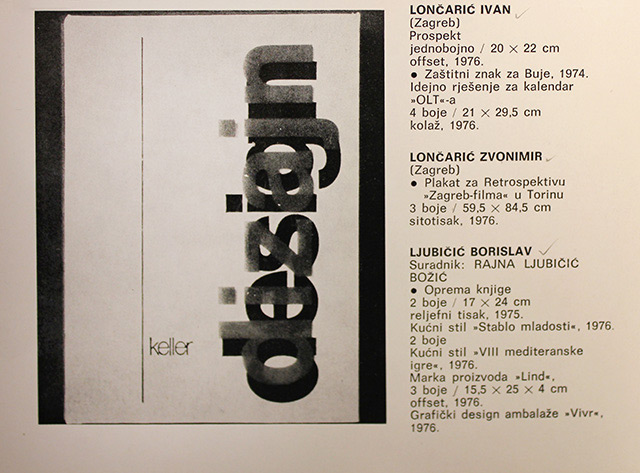 dizajn
design
keller
LONČARIĆ IVAN
(Zagreb)
Prospekt
jednobojno / 20 × 22 cm
offset, 1976.
● Zaštitni znak za Buje, 1974.
Idejno rješenje za kalendar
»OLT«-a
4 boje / 21 × 29,5 cm
kolaž, 1976.
LONČARIĆ ZVONIMIR
(Zagreb)
● Plakat za Retrospektivu
»Zagreb-filma« u Torinu
3 boje / 59,5 × 84,5 cm
sitotisak, 1976.
LJUBIČIĆ BORISLAV
Suradnik: RAJNA LJUBIČIĆ
BOŽIĆ
● Oprema knjige
2 boje / 17 × 24 cm
reljefni tisak, 1975.
Kućni stil »Stablo mladosti«, 1976.
2 boje
Kućni stil »VIII mediteranske
igre«, 1976.
Marka proizvoda »Lind«,
3 boje / 15,5 × 25 × 4 cm
offset, 1976.
Grafički design ambalaže »Vivr«,
1976.